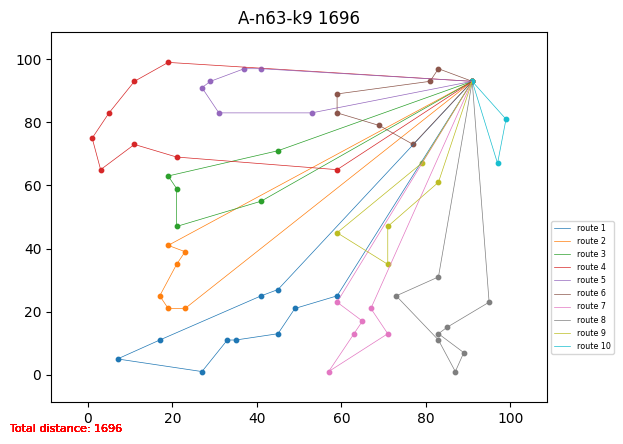 A-n63-k9 1696
100
80
60
40
20
0
0 20 40 60 80 100
route 1
route 2
route 3
route 4
route 5
route 6
route 7
route 8
route 9
route 10
Total distance: 1696